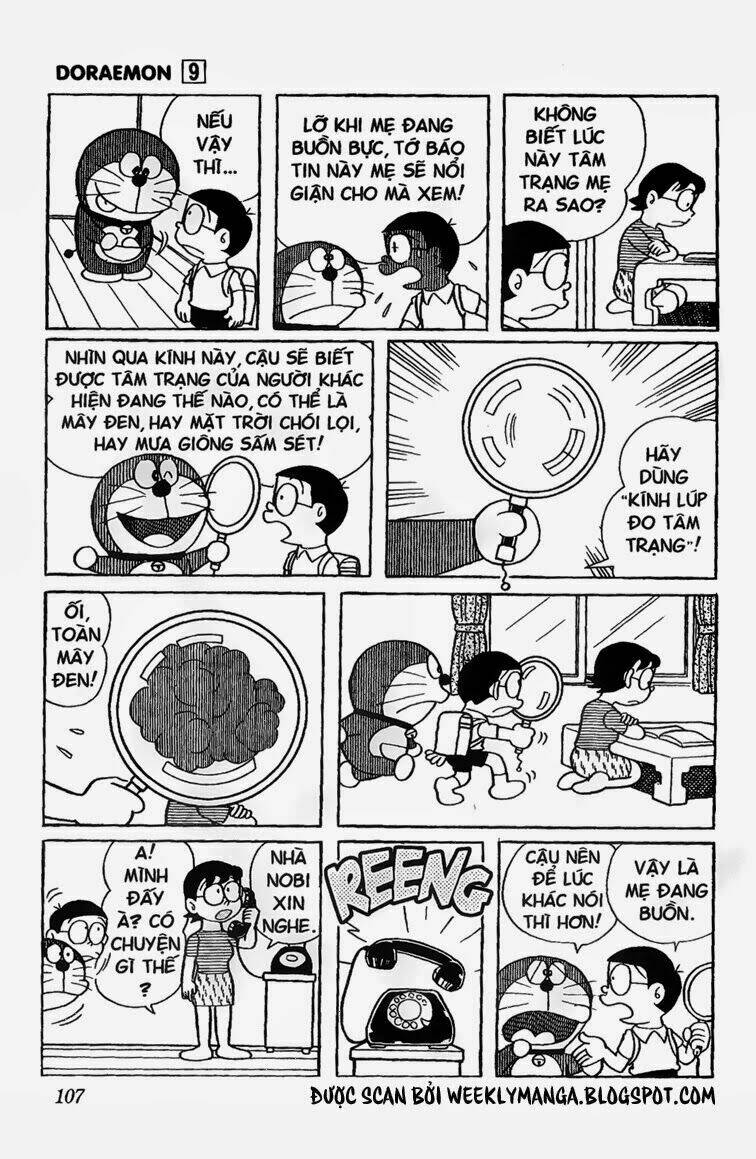 DORAEMON 9
KHÔNG
BIẾT LÚC
NÀY TÂM
TRẠNG MẸ
RA SAO?
LỠ KHI MẸ ĐANG
BUỒN BỰC, TỚ BÁO
TIN NÀY MẸ SẼ NỔI
GIẬN CHO MÀ XEM!
NẾU
VẬY
THÌ...
HÃY
DÙNG
“KÍNH LÚP
ĐO TÂM
TRẠNG”!
NHÌN QUA KÍNH NÀY, CẬU SẼ BIẾT
ĐƯỢC TÂM TRẠNG CỦA NGƯỜI KHÁC
HIỆN ĐANG THẾ NÀO, CÓ THỂ LÀ
MÂY ĐEN, HAY MẶT TRỜI CHÓI LỌI,
HAY MƯA GIÔNG SẤM SÉT!
ỐI,
TOÀN
MÂY
ĐEN!
VẬY LÀ
MẸ ĐANG
BUỒN.
CẬU NÊN
ĐỂ LÚC
KHÁC NÓI
THÌ HƠN!
REENG
NHÀ
NOBI
XIN
NGHE.
A!
MÌNH
ĐẤY
À? CÓ
CHUYỆN
GÌ THẾ
?
107
ĐƯỢC SCAN BỞI WEEKLYMANGA.BLOGSPOT.COM